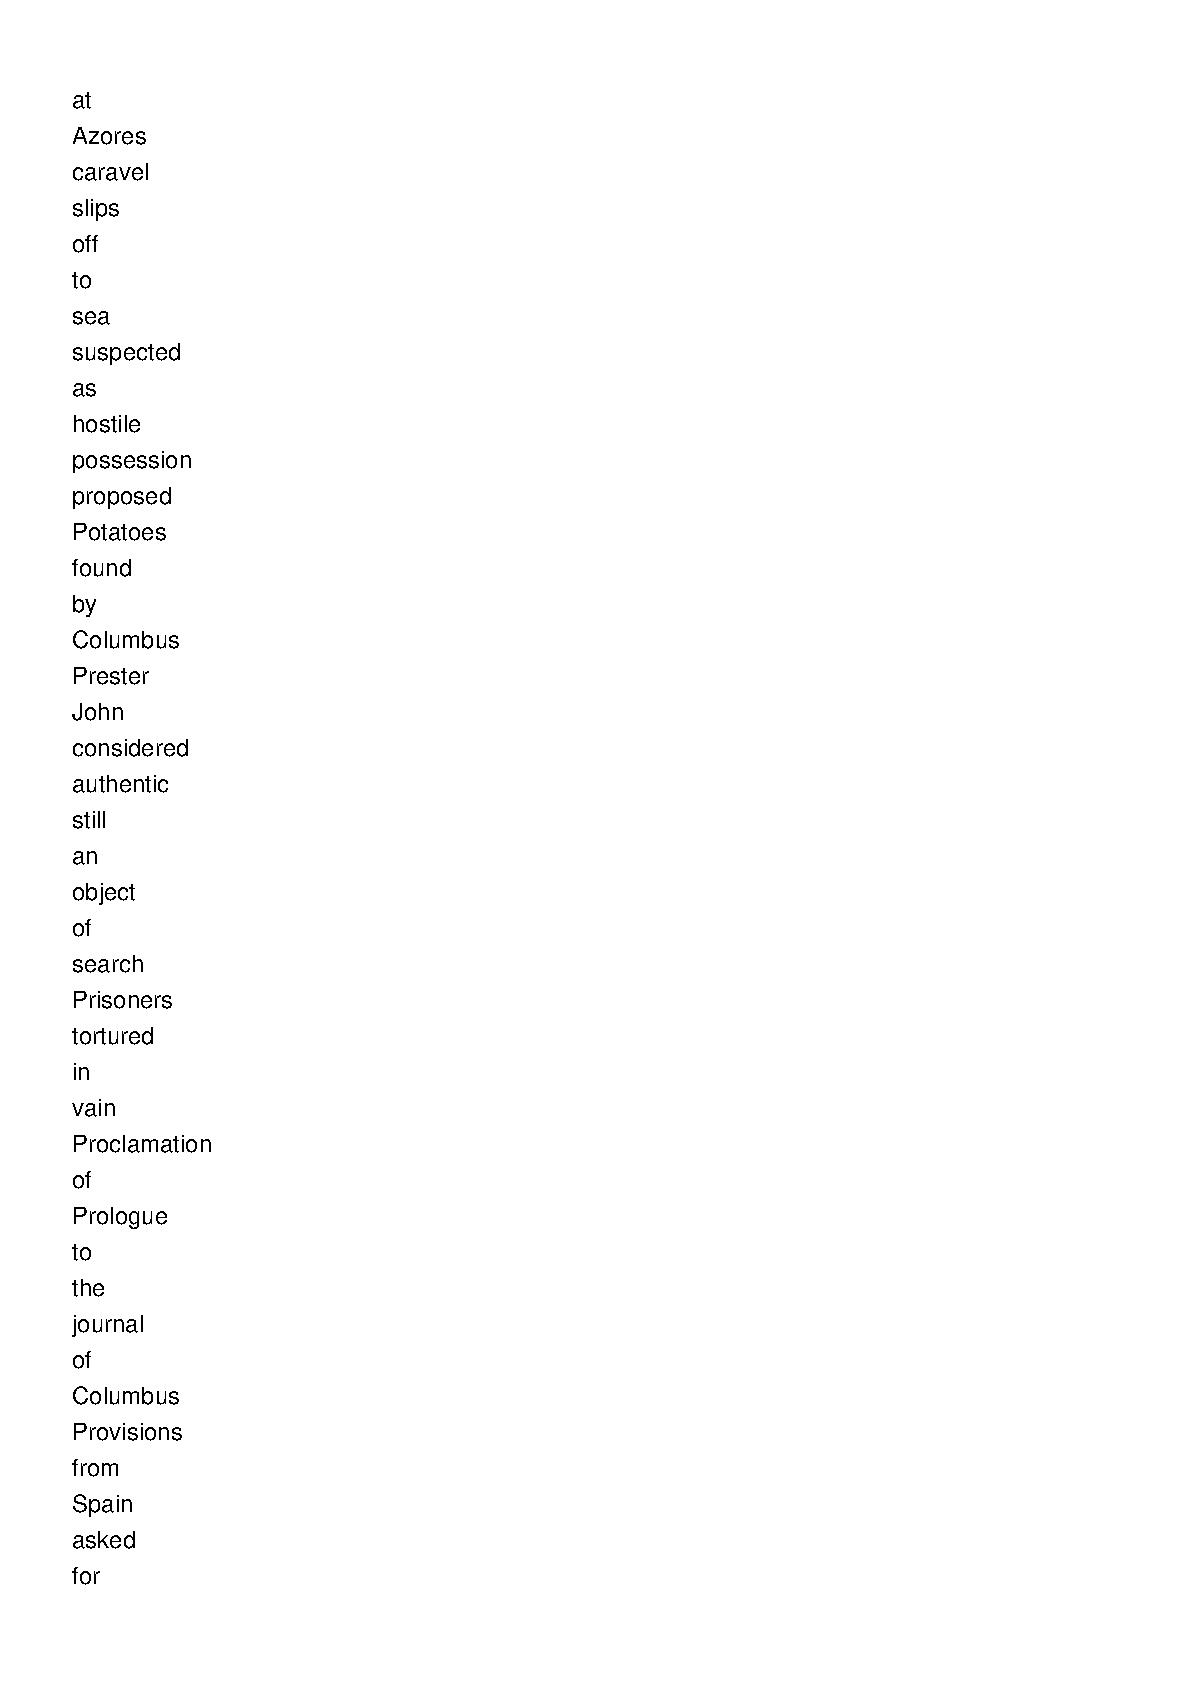 at
Azores
caravel
slips
off
to
sea
suspected
as
hostile
possession
proposed
Potatoes
found
by
Columbus
Prester
John
considered
authentic
still
an
object
of
search
Prisoners
tortured
in
vain
Proclamation
of
Prologue
to
the
journal
of
Columbus
Provisions
from
Spain
asked
for